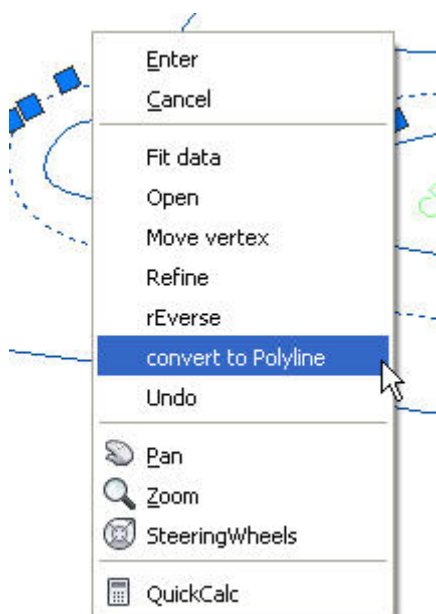 Enter
Cancel
Fit data
Open
Move vertex
Refine
rEverse
convert to Polyline
Undo
Pan
Zoom
SteeringWheels
QuickCalc